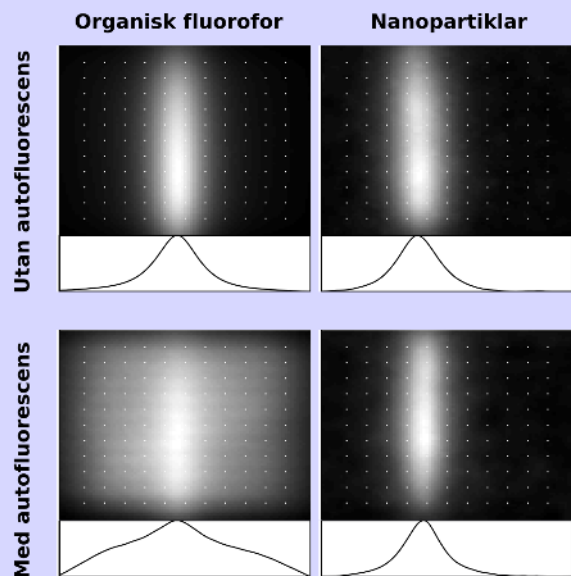 Organisk fluorofor
Nanopartiklar
Utan autofluorescens
Med autofluorescens